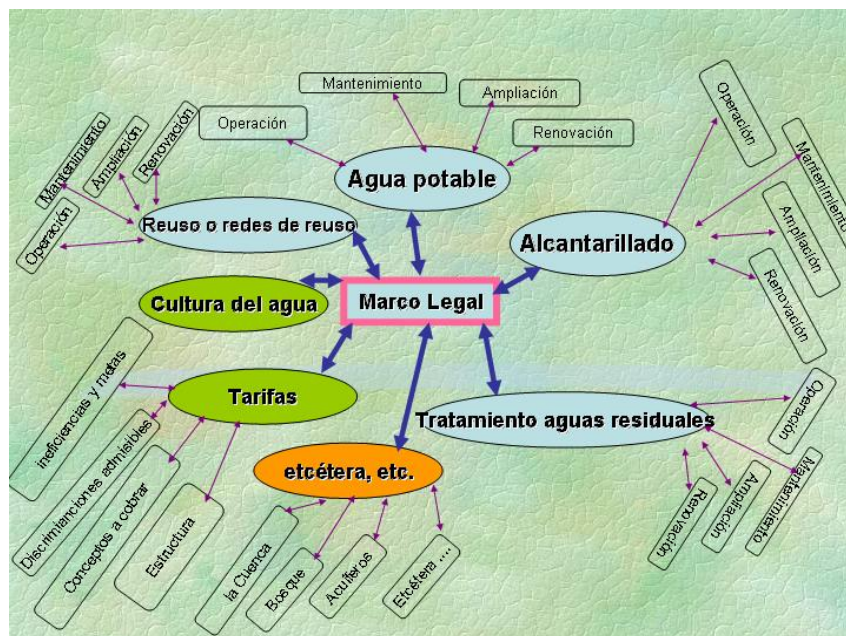 Mantenimiento
Ampliación
Operación
Renovación
Agua potable
Mantenimiento
Ampliación
Renovación
Operación
Reuso o redes de reuso
Operación
Mantenimiento
Ampliación
Renovación
Alcantarillado
Cultura del agua
Marco Legal
Tarifas
ineficiencias y metas
Discrimianciones admisibles
Conceptos a cobrar
Estructura
Tratamiento aguas residuales
Operación
Mantenimiento
Ampliación
Renovación
etcétera, etc.
la Cuenca
Bosque
Acuíferos
Etcétera ....